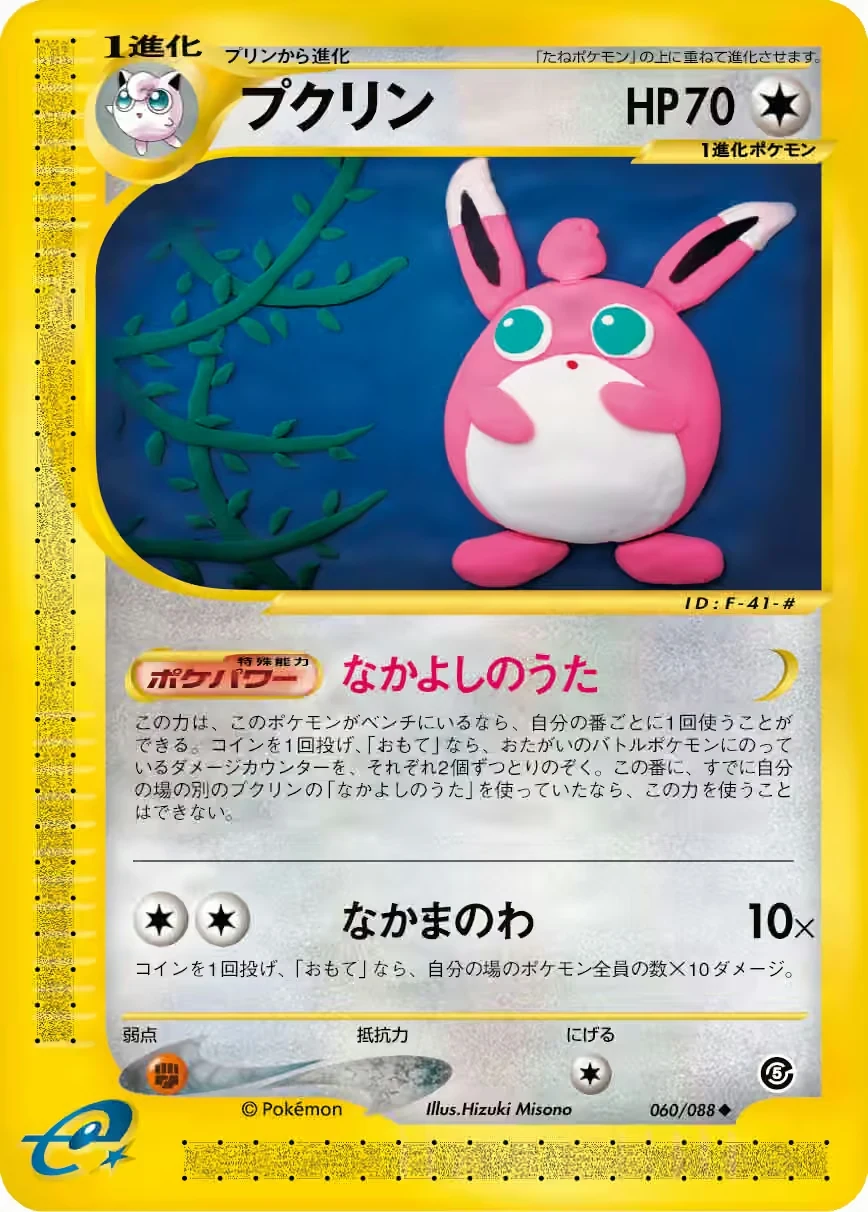 1進化
プリンから進化
「たねポケモン」の上に重ねて進化させます。
プクリン
HP70
1進化ポケモン
ID:F-41-#
ポケパワー
特殊能力
なかよしのうた
この力は、このポケモンがベンチにいるなら、自分の番ごとに1回使うことが
できる。コインを1回投げ、「おもて」なら、おたがいのバトルポケモンにのって
いるダメージカウンターを、それぞれ2個ずつとりのぞく。この番に、すでに自分
の場の別のプクリンの「なかよしのうた」を使っていたなら、この力を使うこと
はできない。
なかまのわ
10×
コインを1回投げ、「おもて」なら、自分の場のポケモン全員の数×10ダメージ。
弱点
抵抗力
にげる
5
© Pokémon
Illus.Hizuki Misono
060/088◆
e